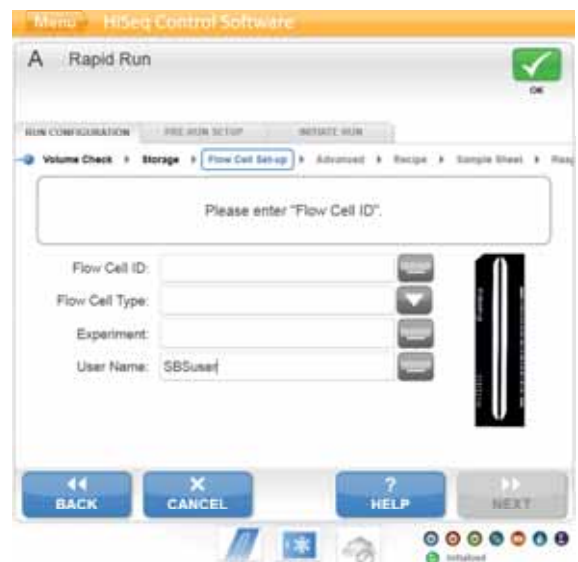 Menu HiSeq Control Software
A Rapid Run
OK
RUN CONFIGURATION PRE-RUN SETUP INITIATE RUN
Volume Check Storage Flow Cell Set-up Advanced Recipe Sample Sheet
Please enter "Flow Cell ID".
Flow Cell ID:
Flow Cell Type:
Experiment:
User Name: SBSuser
BACK CANCEL ? HELP NEXT
Initialized